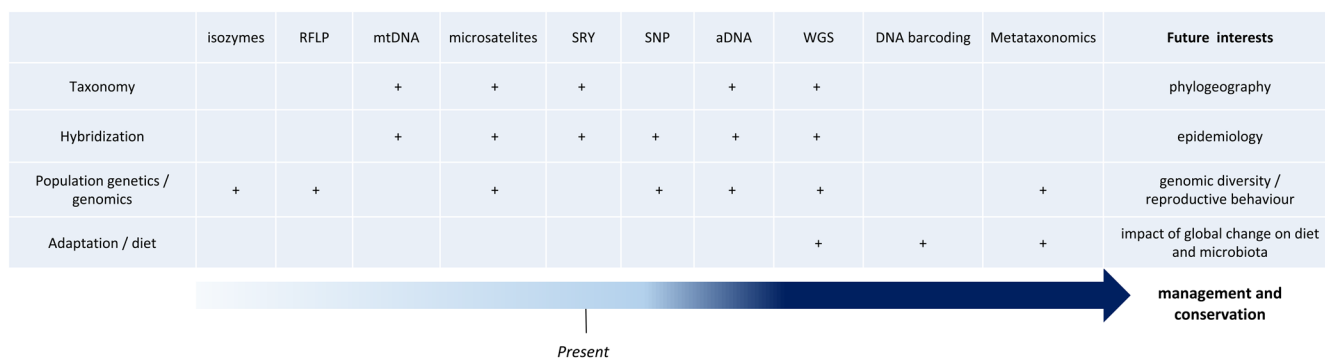 isozymes RFLP mtDNA microsatelites SRY SNP aDNA WGS DNA barcoding Metataxonomics Future interests
Taxonomy + + + + + phylogeography
Hybridization + + + + + + epidemiology
Population genetics /
genomics
+ + + + + + +
genomic diversity /
reproductive behaviour
Adaptation / diet + + +
impact of global change on diet
and microbiota
management and
conservation
Present